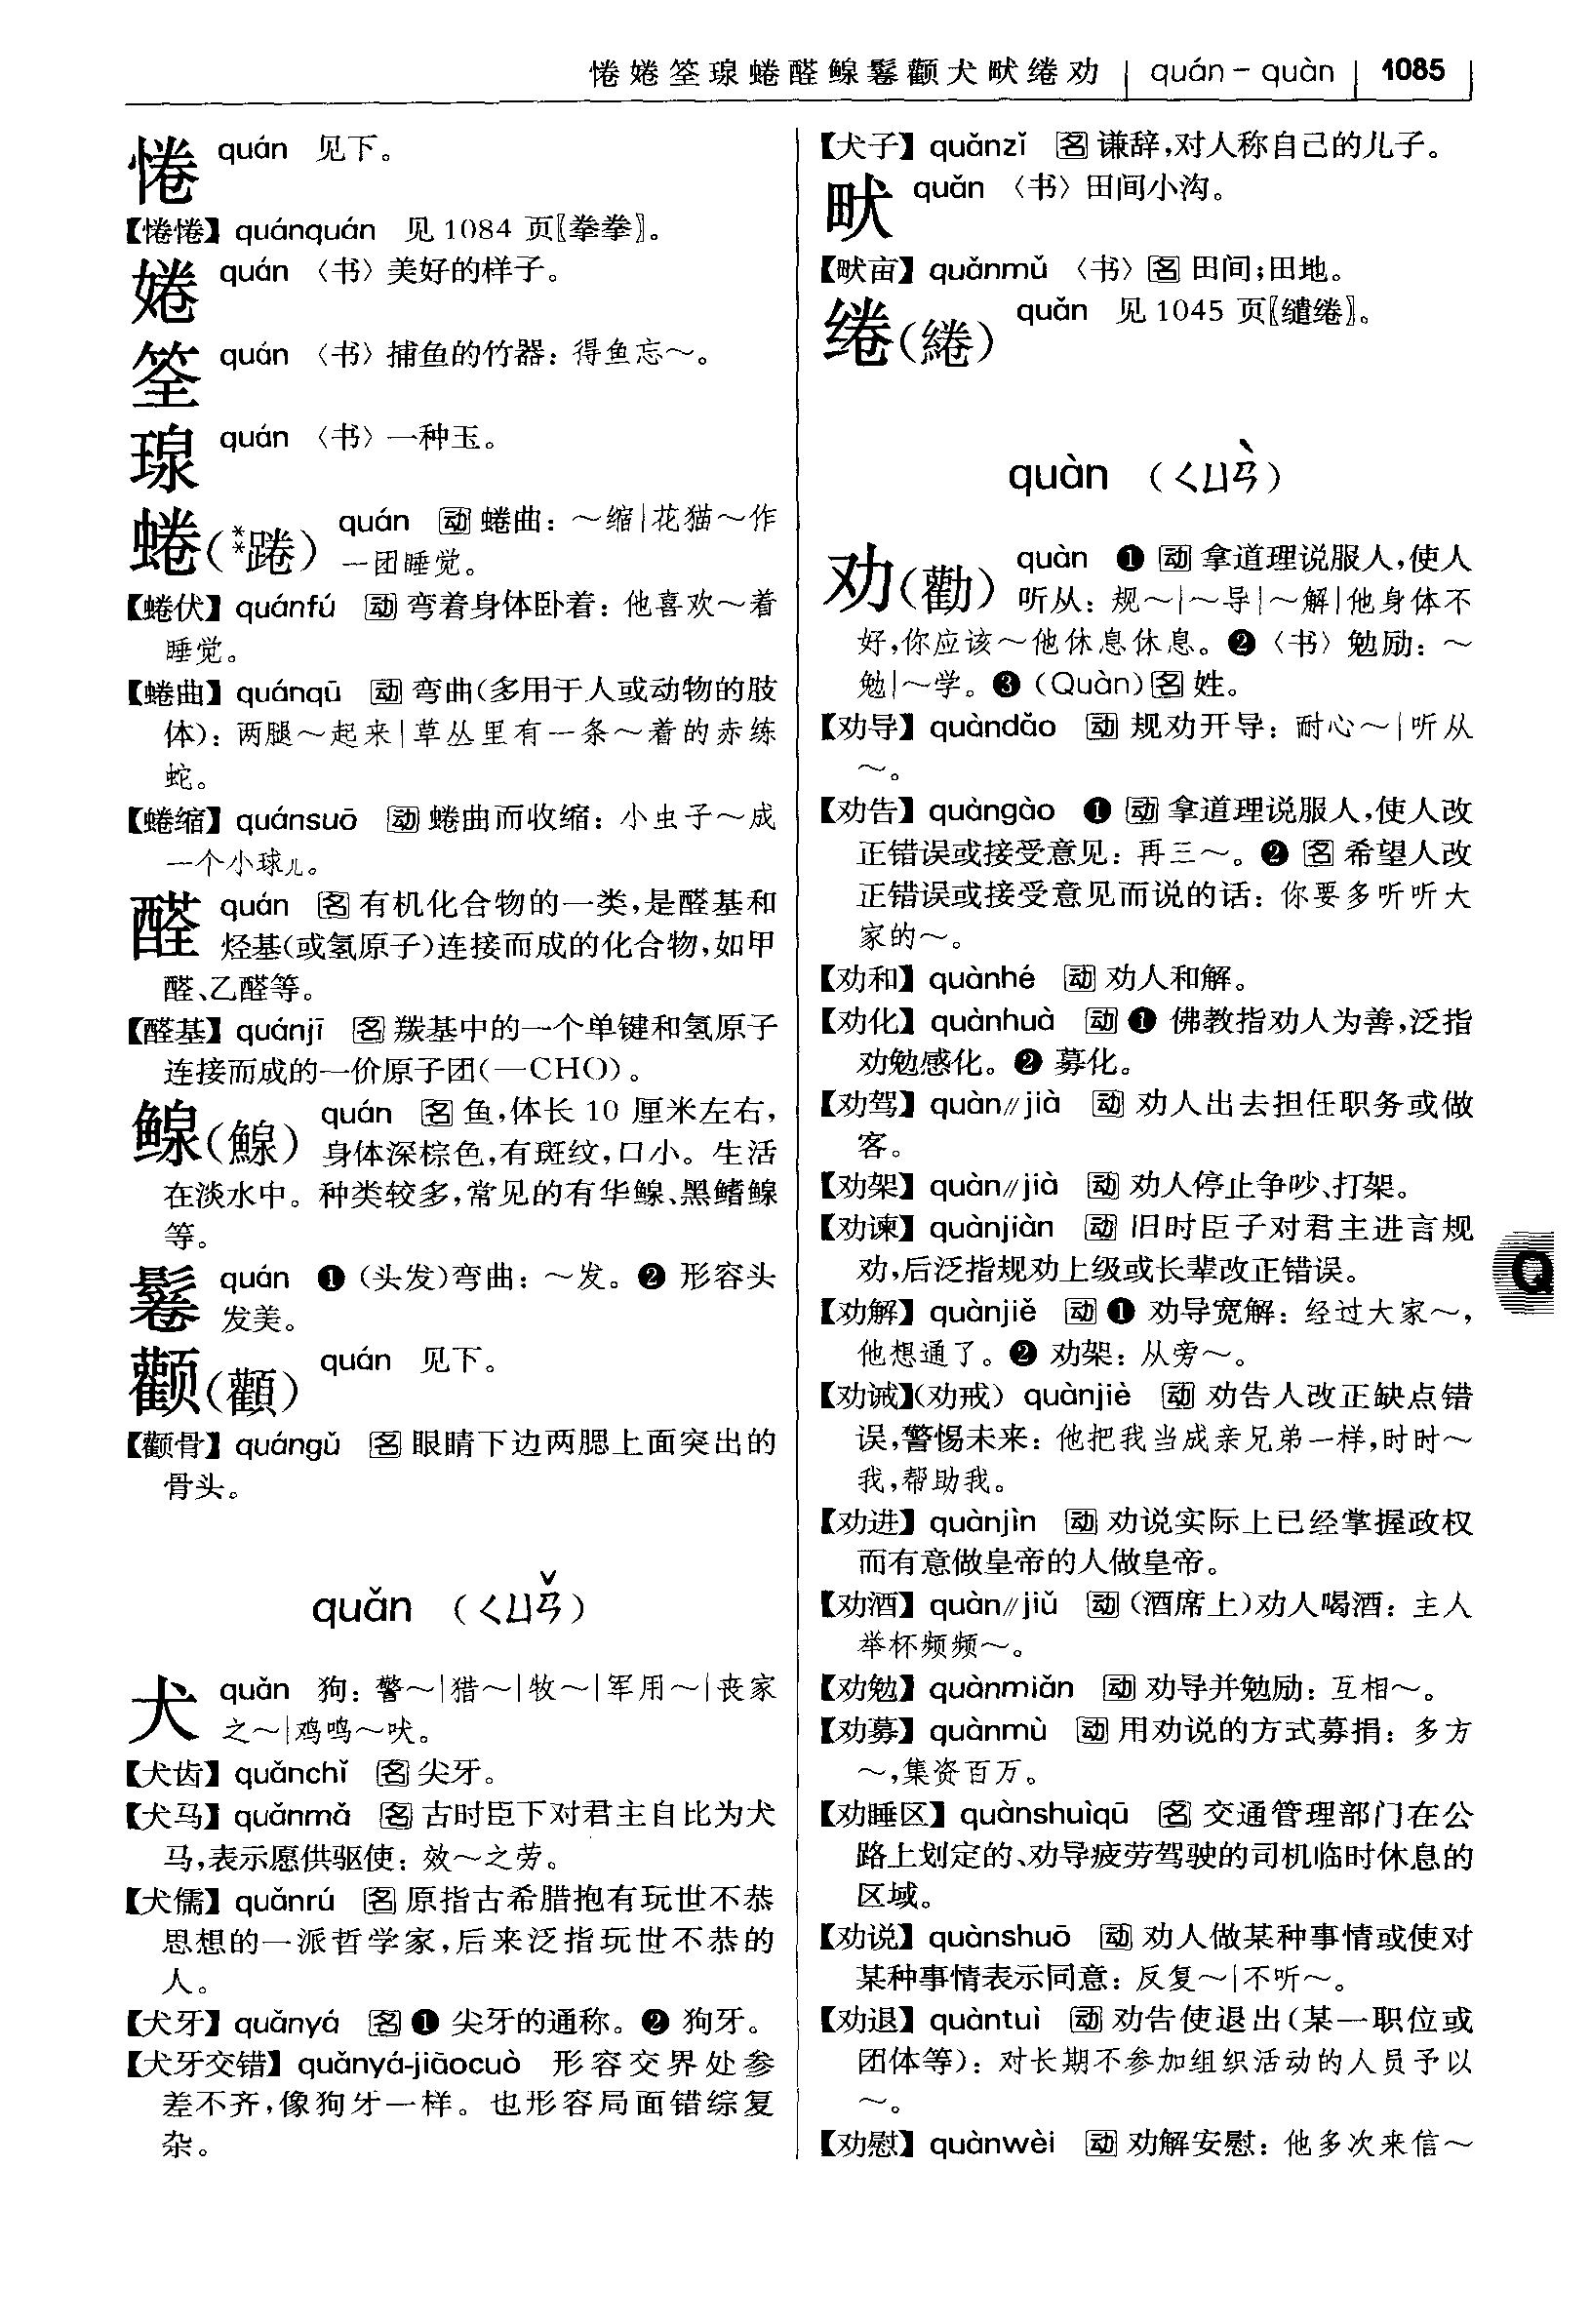 惓婘筌琄蜷醛鳈鬈颧犬畎绻劝 | quán－quàn | 1085
惓 quán 见下。
【惓惓】quánquán 见1084页〖拳拳〗。
婘 quán 〈书〉美好的样子。
筌 quán 〈书〉捕鱼的竹器：得鱼忘～。
琄 quán 〈书〉一种玉。
蜷(**踡) quán 动 蜷曲：～缩|花猫～作
一团睡觉。
【蜷伏】quánfú 动 弯着身体卧着：他喜欢～着
睡觉。
【蜷曲】quánqū 动 弯曲(多用于人或动物的肢
体)：两腿～起来|草丛里有一条～着的赤练
蛇。
【蜷缩】quánsuō 动 蜷曲而收缩：小虫子～成
一个小球儿。
醛 quán 名 有机化合物的一类，是醛基和
烃基(或氢原子)连接而成的化合物，如甲
醛、乙醛等。
【醛基】quánjī 名 羰基中的一个单键和氢原子
连接而成的一价原子团(—CHO)。
鳈(鰁) quán 名 鱼，体长10厘米左右，
身体深棕色，有斑纹，口小。生活
在淡水中。种类较多，常见的有华鳈、黑鳍鳈
等。
鬈 quán ❶ (头发)弯曲：～发。❷ 形容头
发美。
颧(顴) quán 见下。
【颧骨】quángǔ 名 眼睛下边两腮上面突出的
骨头。
quǎn （ㄑㄩㄢˇ）
犬 quǎn 狗：警～|猎～|牧～|军用～|丧家
之～|鸡鸣～吠。
【犬齿】quǎnchǐ 名 尖牙。
【犬马】quǎnmǎ 名 古时臣下对君主自比为犬
马，表示愿供驱使：效～之劳。
【犬儒】quǎnrú 名 原指古希腊抱有玩世不恭
思想的一派哲学家，后来泛指玩世不恭的
人。
【犬牙】quǎnyá 名 ❶ 尖牙的通称。❷ 狗牙。
【犬牙交错】quǎnyá-jiāocuò 形容交界处参
差不齐，像狗牙一样。也形容局面错综复
杂。
【犬子】quǎnzǐ 名 谦辞，对人称自己的儿子。
畎 quǎn 〈书〉田间小沟。
【畎亩】quǎnmǔ 〈书〉名 田间；田地。
绻(綣) quǎn 见1045页〖缱绻〗。
quàn （ㄑㄩㄢˋ）
劝(勸) quàn ❶ 动 拿道理说服人，使人
听从：规～|～导|～解|他身体不
好，你应该～他休息休息。❷〈书〉勉励：～
勉|～学。❸ (Quàn) 名 姓。
【劝导】quàndǎo 动 规劝开导：耐心～|听从
～。
【劝告】quàngào ❶ 动 拿道理说服人，使人改
正错误或接受意见：再三～。❷ 名 希望人改
正错误或接受意见而说的话：你要多听听大
家的～。
【劝和】quànhé 动 劝人和解。
【劝化】quànhuà 动 ❶ 佛教指劝人为善，泛指
劝勉感化。❷ 募化。
【劝驾】quàn∥jià 动 劝人出去担任职务或做
客。
【劝架】quàn∥jià 动 劝人停止争吵、打架。
【劝谏】quànjiàn 动 旧时臣子对君主进言规
劝，后泛指规劝上级或长辈改正错误。
【劝解】quànjiě 动 ❶ 劝导宽解：经过大家～，
他想通了。❷ 劝架：从旁～。
【劝诫】(劝戒) quànjiè 动 劝告人改正缺点错
误，警惕未来：他把我当成亲兄弟一样，时时～
我，帮助我。
【劝进】quànjìn 动 劝说实际上已经掌握政权
而有意做皇帝的人做皇帝。
【劝酒】quàn∥jiǔ 动 (酒席上)劝人喝酒：主人
举杯频频～。
【劝勉】quànmiǎn 动 劝导并勉励：互相～。
【劝募】quànmù 动 用劝说的方式募捐：多方
～，集资百万。
【劝睡区】quànshuìqū 名 交通管理部门在公
路上划定的、劝导疲劳驾驶的司机临时休息的
区域。
【劝说】quànshuō 动 劝人做某种事情或使对
某种事情表示同意：反复～|不听～。
【劝退】quàntuì 动 劝告使退出(某一职位或
团体等)：对长期不参加组织活动的人员予以
～。
【劝慰】quànwèi 动 劝解安慰：他多次来信～
Q